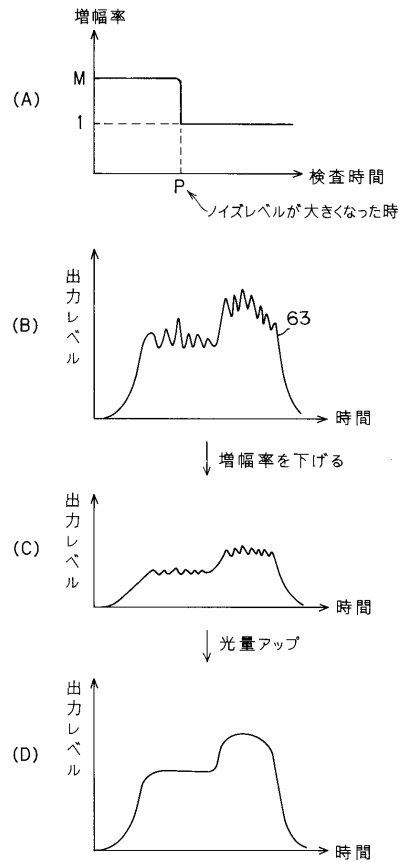 増幅率
(A)
M
1
検査時間
P
ノイズレベルが大きくなった時
(B)
出力レベル
63
時間
増幅率を下げる
(C)
出力レベル
時間
光量アップ
(D)
出力レベル
時間